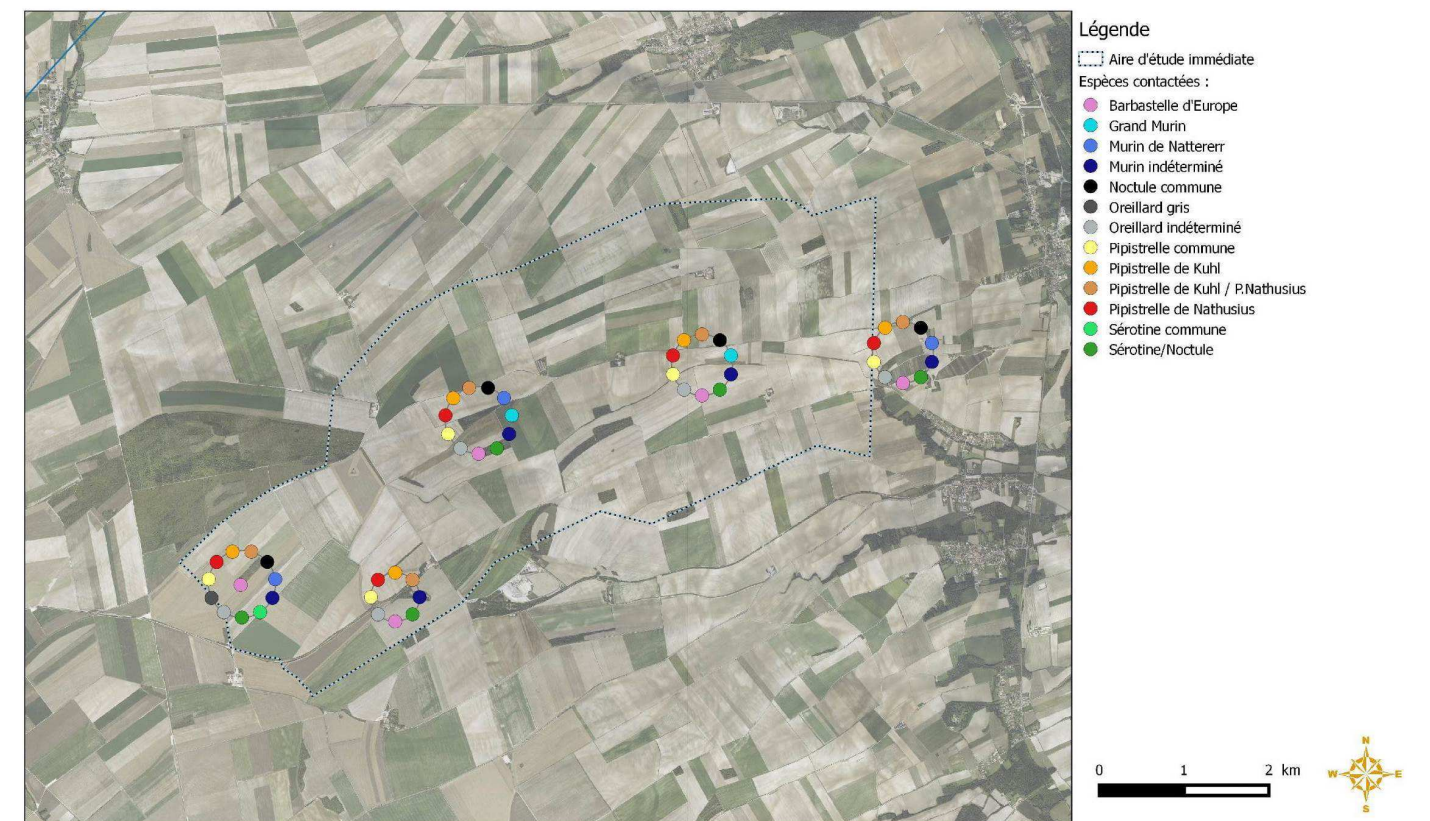 Légende
Aire d'étude immédiate
Espèces contactées :
Barbastelle d'Europe
Grand Murin
Murin de Nattererr
Murin indéterminé
Noctule commune
Oreillard gris
Oreillard indéterminé
Pipistrelle commune
Pipistrelle de Kuhl
Pipistrelle de Kuhl / P.Nathusius
Pipistrelle de Nathusius
Sérotine commune
Sérotine/Noctule
0 1 2 km
N
W E
S